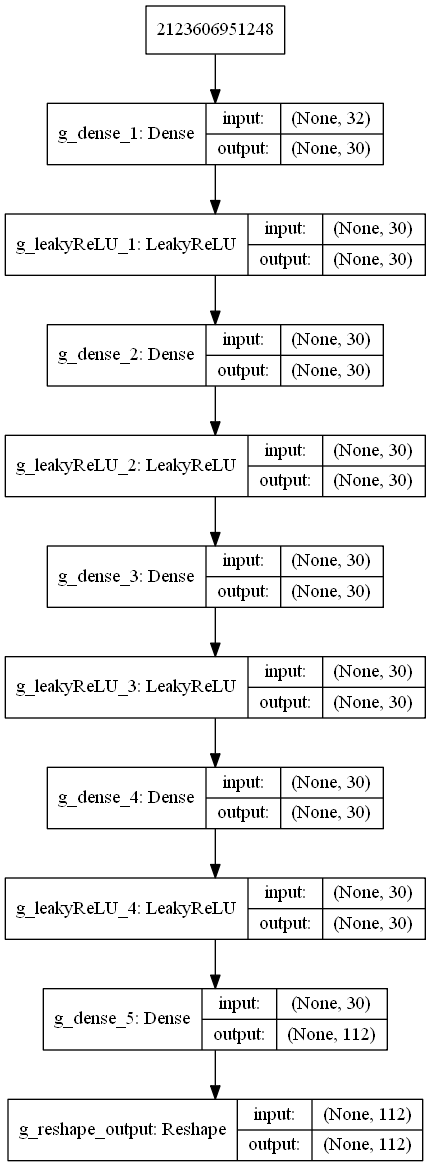 2123606951248
g_dense_1: Dense
input: (None, 32)
output: (None, 30)
g_leakyReLU_1: LeakyReLU
input: (None, 30)
output: (None, 30)
g_dense_2: Dense
input: (None, 30)
output: (None, 30)
g_leakyReLU_2: LeakyReLU
input: (None, 30)
output: (None, 30)
g_dense_3: Dense
input: (None, 30)
output: (None, 30)
g_leakyReLU_3: LeakyReLU
input: (None, 30)
output: (None, 30)
g_dense_4: Dense
input: (None, 30)
output: (None, 30)
g_leakyReLU_4: LeakyReLU
input: (None, 30)
output: (None, 30)
g_dense_5: Dense
input: (None, 30)
output: (None, 112)
g_reshape_output: Reshape
input: (None, 112)
output: (None, 112)